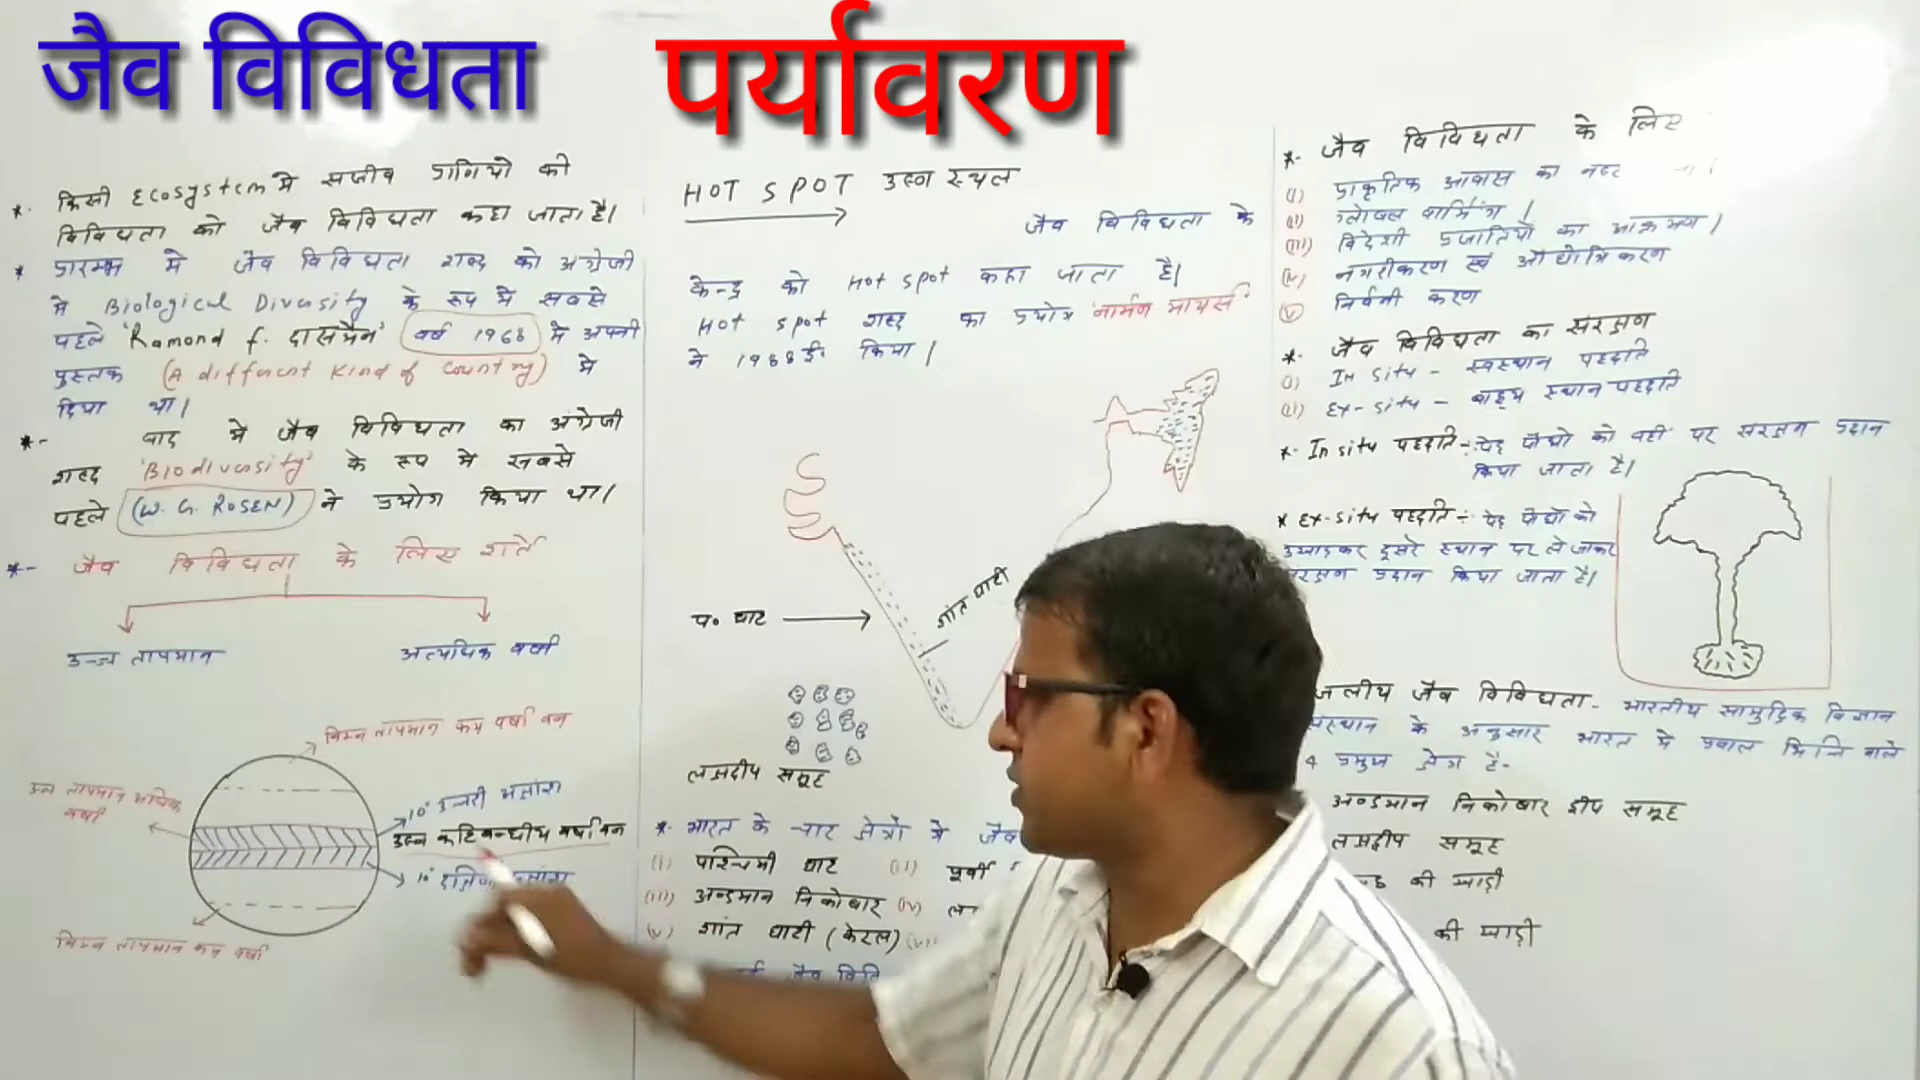 जैव विविधता
पर्यावरण
*- किसी Ecosystem मे सजीव प्राणियो की
विविधता को जैव विविधता कहा जाता है।
* प्रारम्भ मे जैव विविधता शब्द को अंग्रेजी
मे Biological Diversity के रूप मे सबसे
पहले 'Ramond f. दासमैन' वर्ष 1968 मे अपनी
पुस्तक (A different Kind of Country) मे
दिया था।
*- बाद मे जैव विविधता का अंग्रेजी
शब्द 'Biodiversity' के रूप मे सबसे
पहले (W. G. ROSEN) ने प्रयोग किया था।
*- जैव विविधता के लिए शर्ते
उच्च तापमान
अत्यधिक वर्षा
निम्न तापमान कम वर्षा वन
उच्च तापमान अधिक
वर्षा
10° उत्तरी अक्षांश
उष्ण कटिबन्धीय वर्षा वन
10°
निम्न तापमान कम वर्षा
HOT SPOT उष्ण स्थल
जैव विविधता के
केन्द्र को Hot spot कहा जाता है।
Hot spot शब्द का प्रयोग 'नार्मन मायर्स'
ने 1988 ई॰ किया।
प॰ घाट
शांत घाटी
लक्षद्वीप समूह
*- भारत के चार क्षेत्रो मे जैव
(i) पश्चिमी घाट (ii) पूर्वी
(iii) अन्डमान निकोबार (iv)
(v) शांत घाटी (केरल)
जैव
*- जैव विविधता के लिए
(i) प्राकृतिक आवास का नष्ट
(ii) ग्लोबल वार्मिंग।
(iii) विदेशी प्रजातियो का आक्रमण।
(iv) नगरीकरण एवं औद्योगिकरण
(v) निर्वनी करण
*- जैव विविधता का संरक्षण
(i) In situ - स्वस्थान पद्दति
(ii) Ex-situ - बाह्य स्थान पद्दति
*- In situ पद्दति ÷ पेड़ पौधो को वही पर संरक्षण प्रदान
किया जाता है।
* Ex-situ पद्दति ÷ पेड़ पौधो को
उखाड़कर दूसरे स्थान पर ले जाकर
संरक्षण प्रदान किया जाता है।
जलीय जैव विविधता - भारतीय सामुद्रिक विज्ञान
संस्थान के अनुसार भारत मे प्रवाल भित्ति वाले
4 प्रमुख क्षेत्र है-
अण्डमान निकोबार द्वीप समूह
लक्षद्वीप समूह
की खाड़ी
की खाड़ी